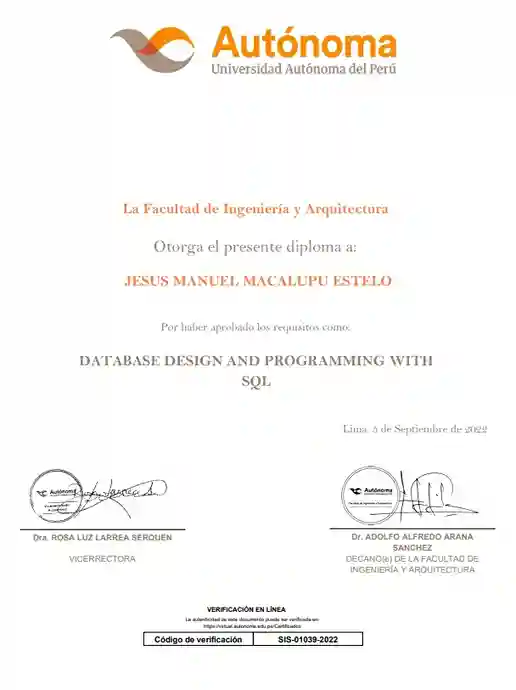 Autónoma
Universidad Autónoma del Perú
La Facultad de Ingeniería y Arquitectura
Otorga el presente diploma a:
JESUS MANUEL MACALUPU ESTELO
Por haber aprobado los requisitos como:
DATABASE DESIGN AND PROGRAMMING WITH
SQL
Lima, 5 de Septiembre de 2022
Autónoma
Autónoma
Dra. ROSA LUZ LARREA SERQUEN
VICERRECTORA
Dr. ADOLFO ALFREDO ARANA
SANCHEZ
DECANO(e) DE LA FACULTAD DE
INGENIERÍA Y ARQUITECTURA
VERIFICACIÓN EN LÍNEA
La autenticidad de este documento puede ser verificada en:
https://virtual.autonoma.edu.pe/Certificados
Código de verificación SIS-01039-2022